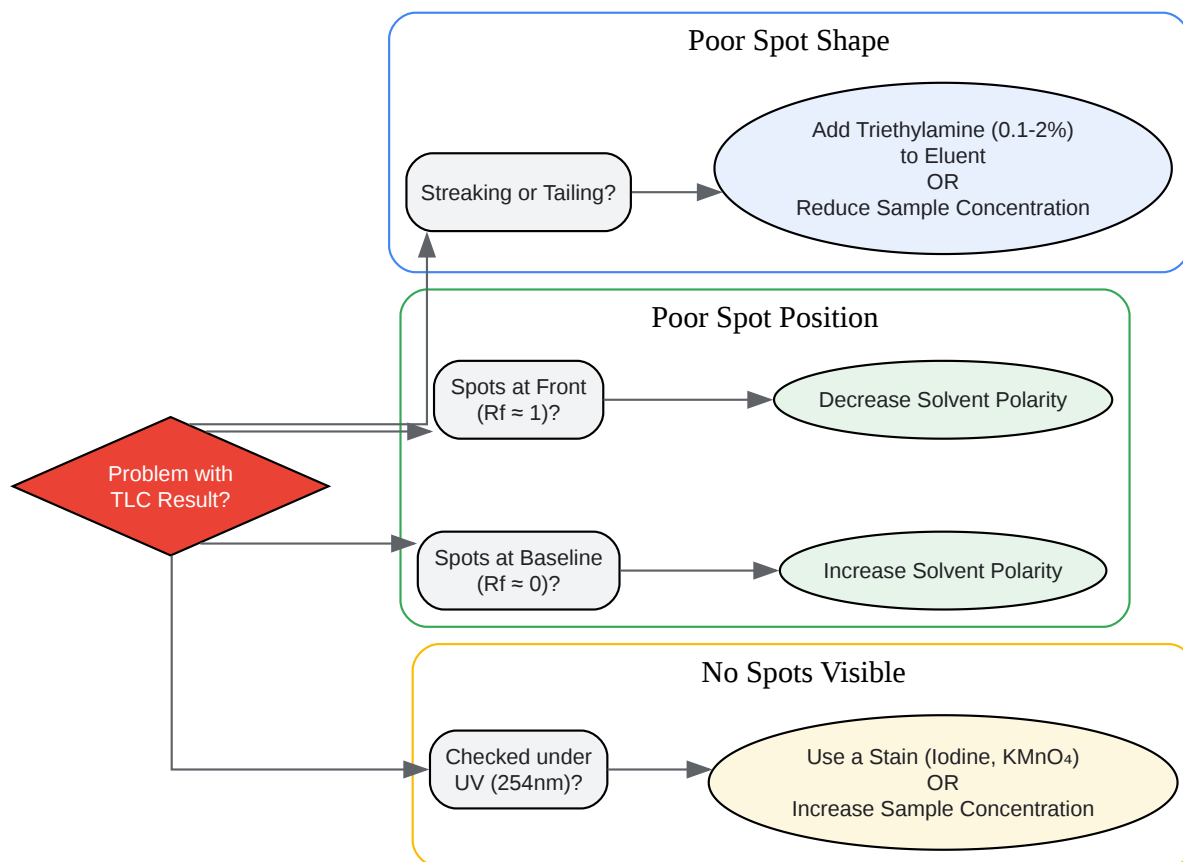 Poor Spot Shape
Streaking or Tailing?
Add Triethylamine (0.1-2%)
to Eluent
OR
Reduce Sample Concentration
Poor Spot Position
Spots at Front
(Rf ≈ 1)?
Decrease Solvent Polarity
Problem with
TLC Result?
Spots at Baseline
(Rf ≈ 0)?
Increase Solvent Polarity
No Spots Visible
Checked under
UV (254nm)?
Use a Stain (Iodine, KMnO₄)
OR
Increase Sample Concentration